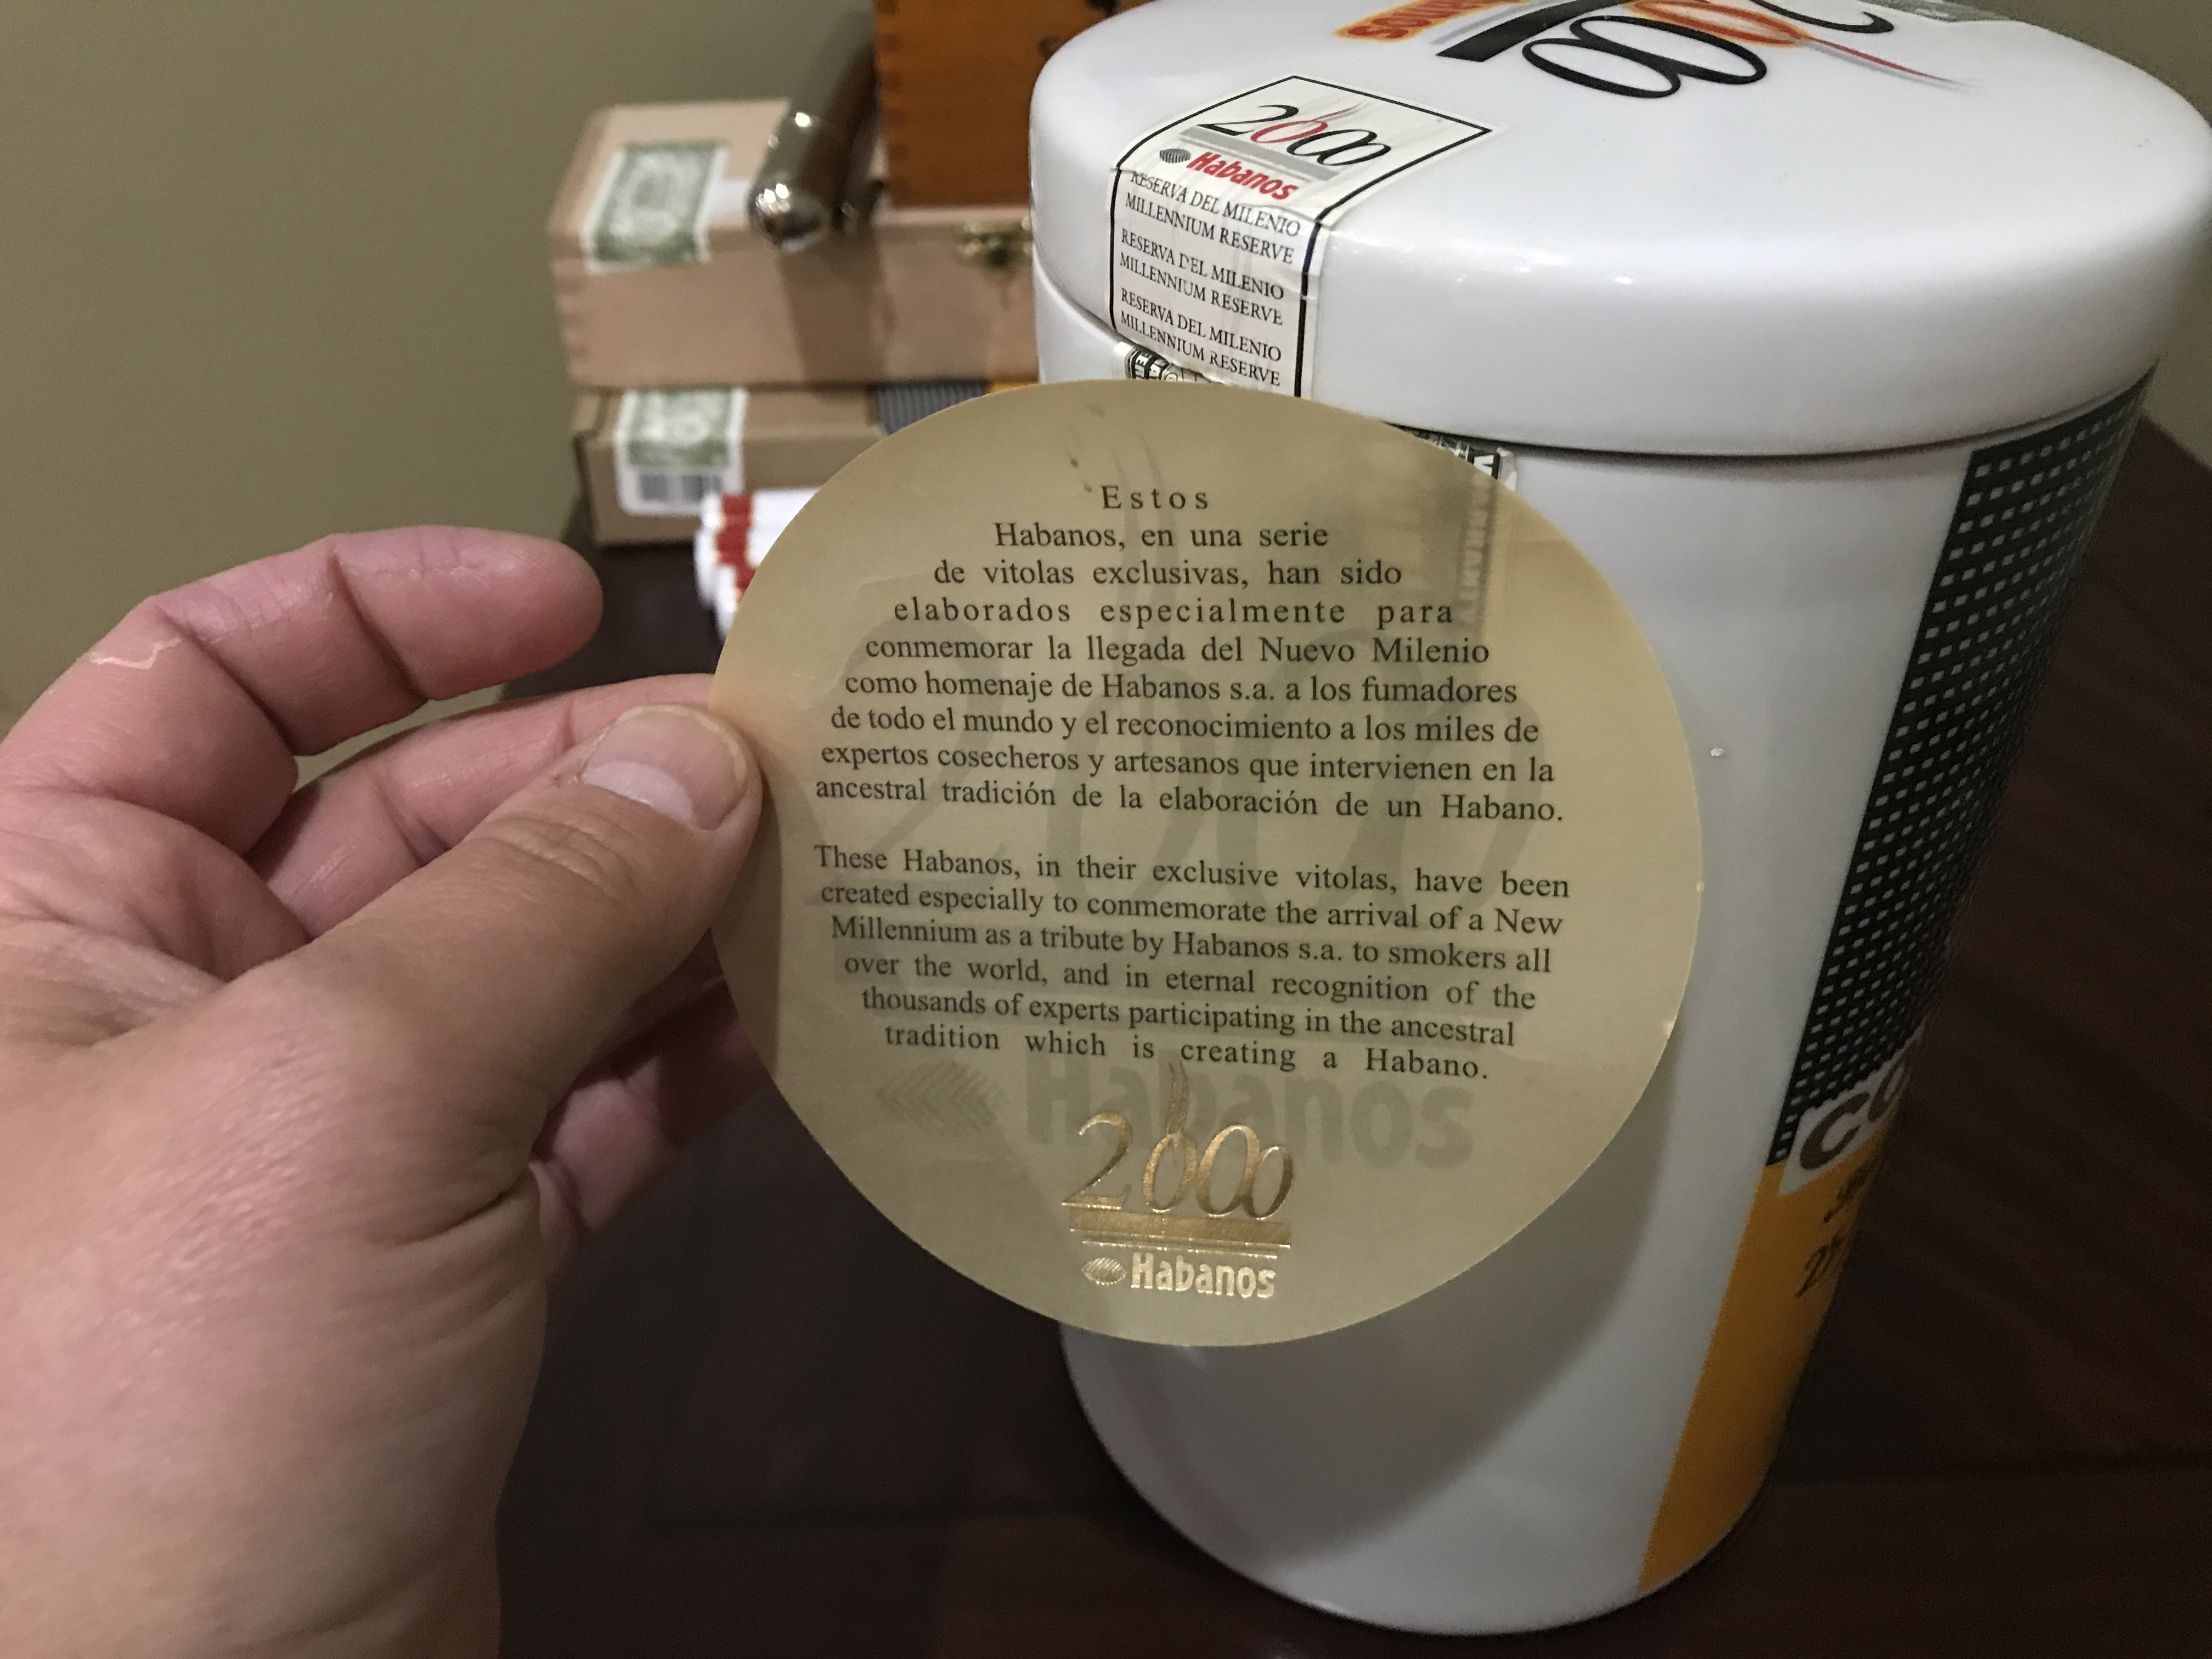 2000
Habanos
RESERVA DEL MILENIO
MILLENNIUM RESERVE
RESERVA DEL MILENIO
MILLENNIUM RESERVE
RESERVA DEL MILENIO
MILLENNIUM RESERVE
Estos
Habanos, en una serie
de vitolas exclusivas, han sido
elaborados especialmente para
conmemorar la llegada del Nuevo Milenio
como homenaje de Habanos s.a. a los fumadores
de todo el mundo y el reconocimiento a los miles de
expertos cosecheros y artesanos que intervienen en la
ancestral tradición de la elaboración de un Habano.
These Habanos, in their exclusive vitolas, have been
created especially to conmemorate the arrival of a New
Millennium as a tribute by Habanos s.a. to smokers all
over the world, and in eternal recognition of the
thousands of experts participating in the ancestral
tradition which is creating a Habano.
Habanos
2000
Habanos